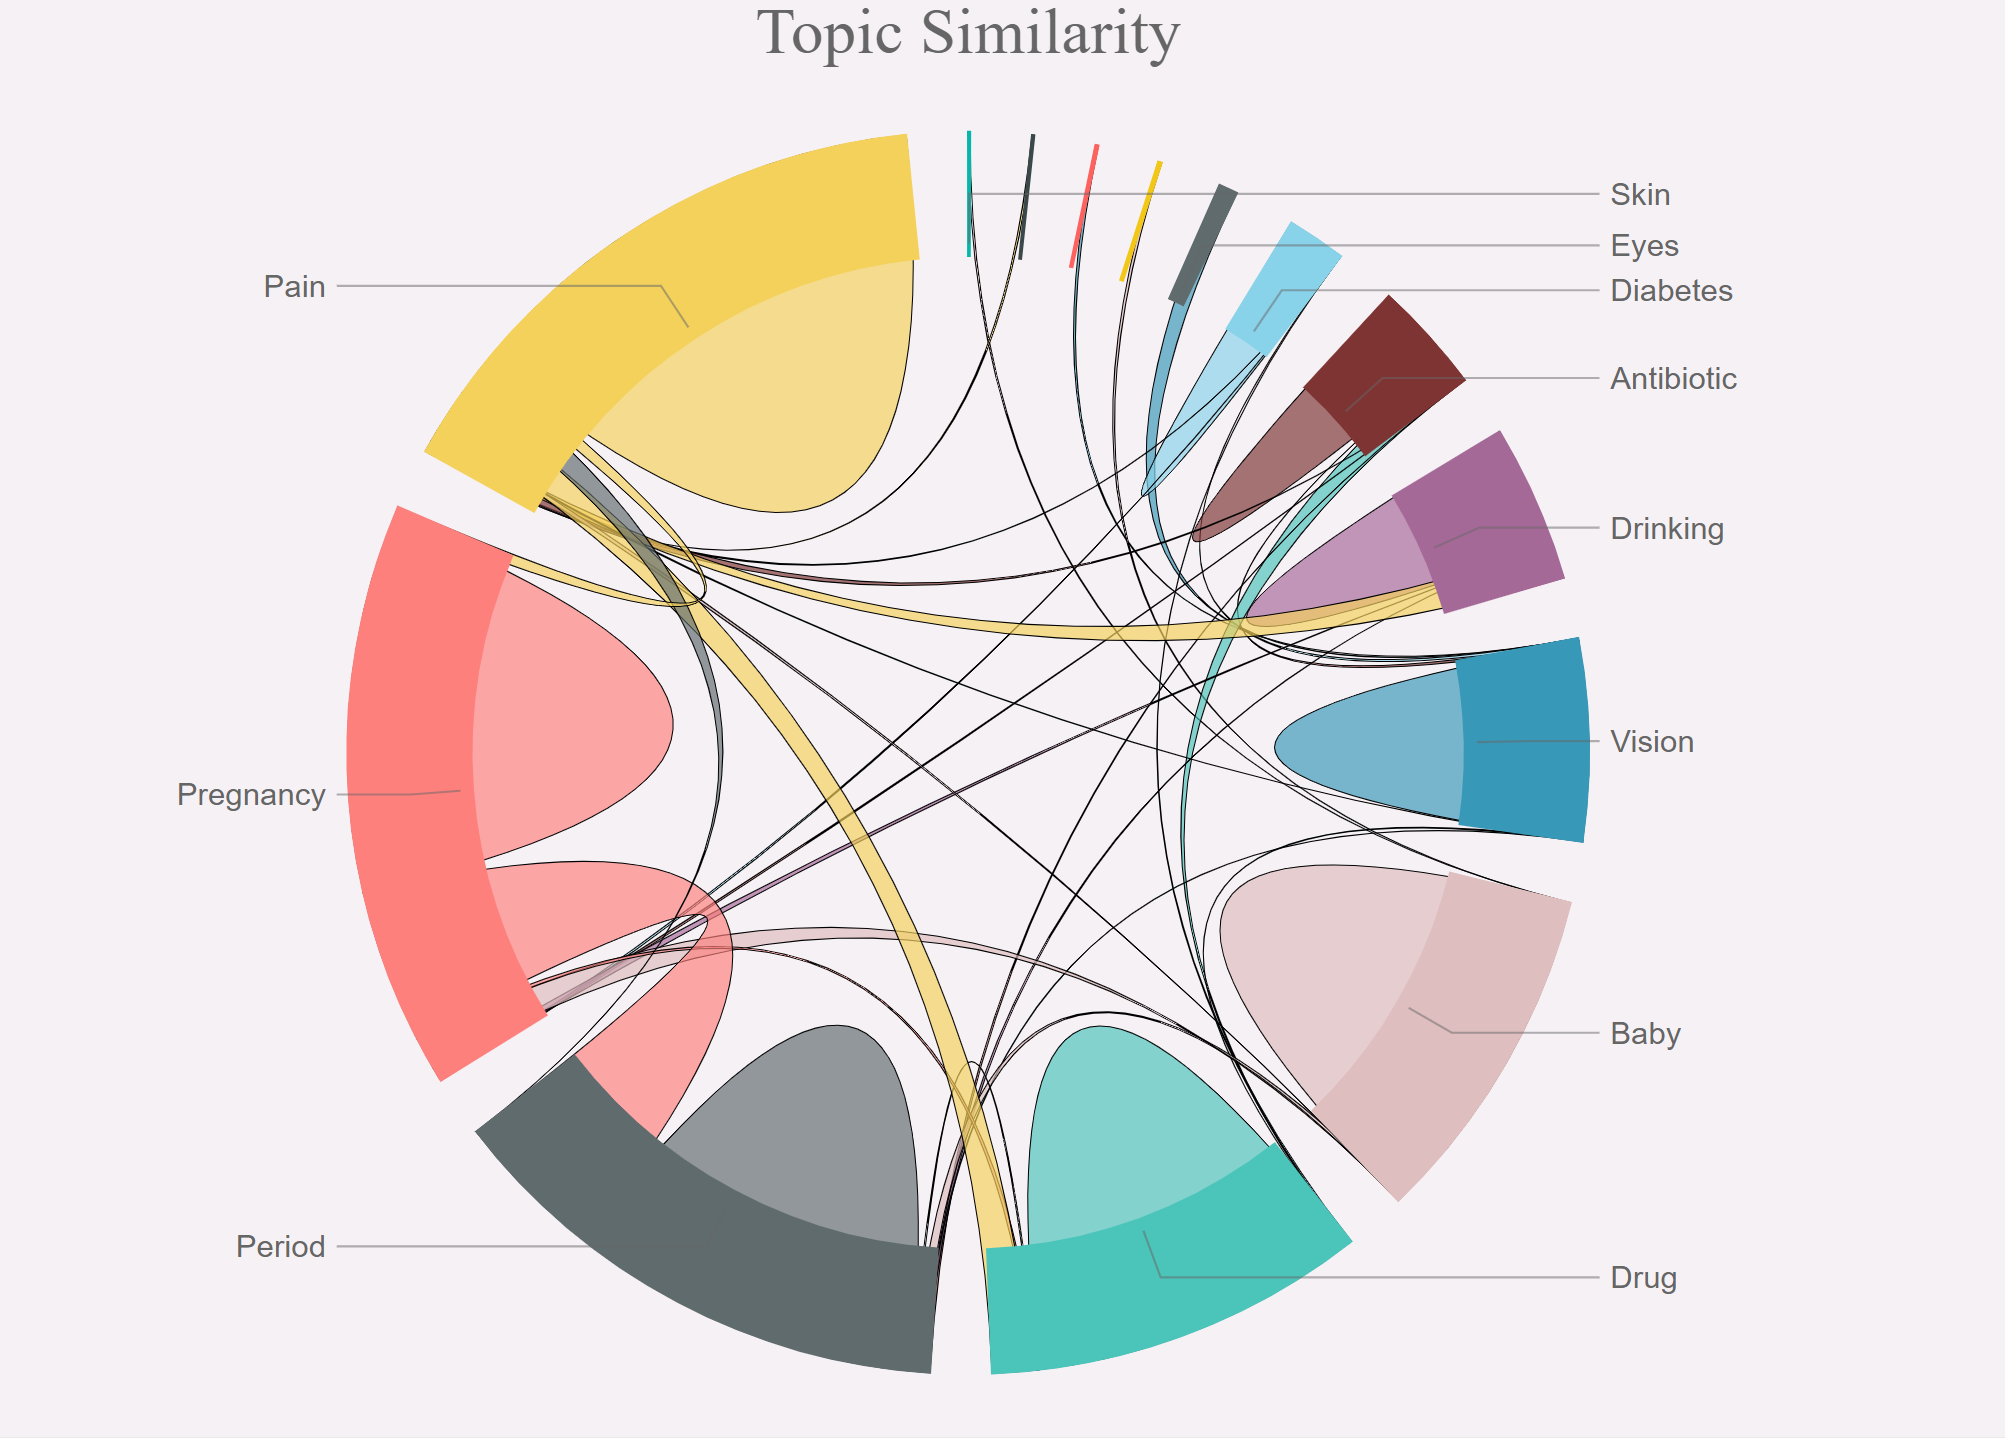 Topic Similarity
Skin
Eyes
Diabetes
Antibiotic
Drinking
Vision
Baby
Drug
Period
Pregnancy
Pain